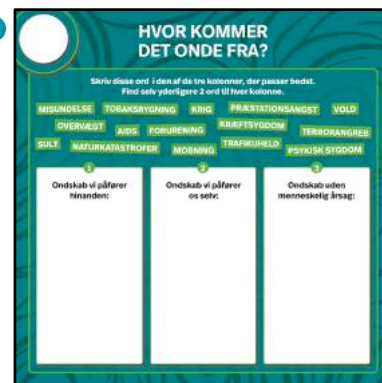 HVOR KOMMER
DET ONDE FRA?
Skriv disse ord i den af de tre kolonner, der passer bedst.
Find selv yderligere 2 ord til hver kolonne.
MISUNDELSE TOBAKSRYGNING KRIG PRÆSTATIONSANGST VOLD
OVERVÆGT AIDS FORURENING KRÆFTSYGDOM TERRORANGREB
SULT NATURKATASTROFER MOBNING TRAFIKUHELD PSYKISK SYGDOM
1 2 3
Ondskab vi påfører Ondskab vi påfører Ondskab uden
hinanden: os selv: menneskelig årsag: